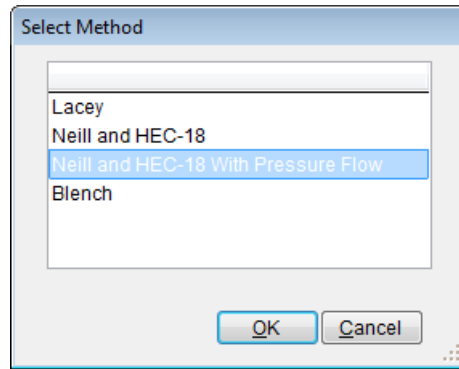 Select Method
Lacey
Neill and HEC-18
Neill and HEC-18 With Pressure Flow
Blench
OK
Cancel